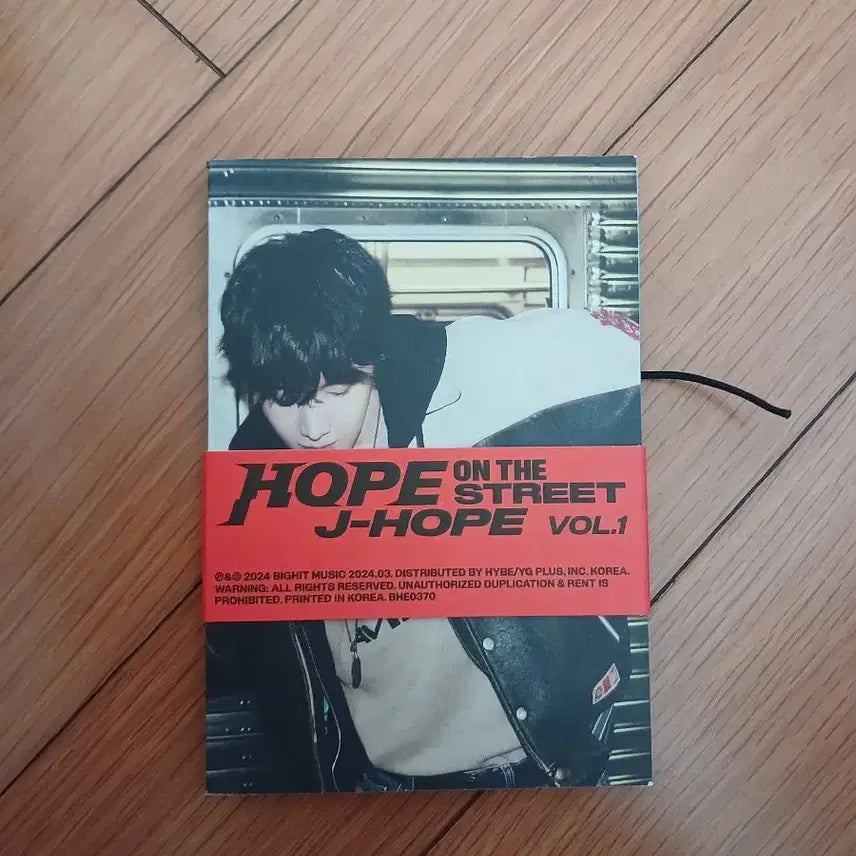 HOPE ON THE STREET
J-HOPE VOL.1
℗&© 2024 BIGHIT MUSIC 2024.03. DISTRIBUTED BY HYBE/YG PLUS, INC. KOREA.
WARNING: ALL RIGHTS RESERVED. UNAUTHORIZED DUPLICATION & RENT IS
PROHIBITED. PRINTED IN KOREA. BHE0370